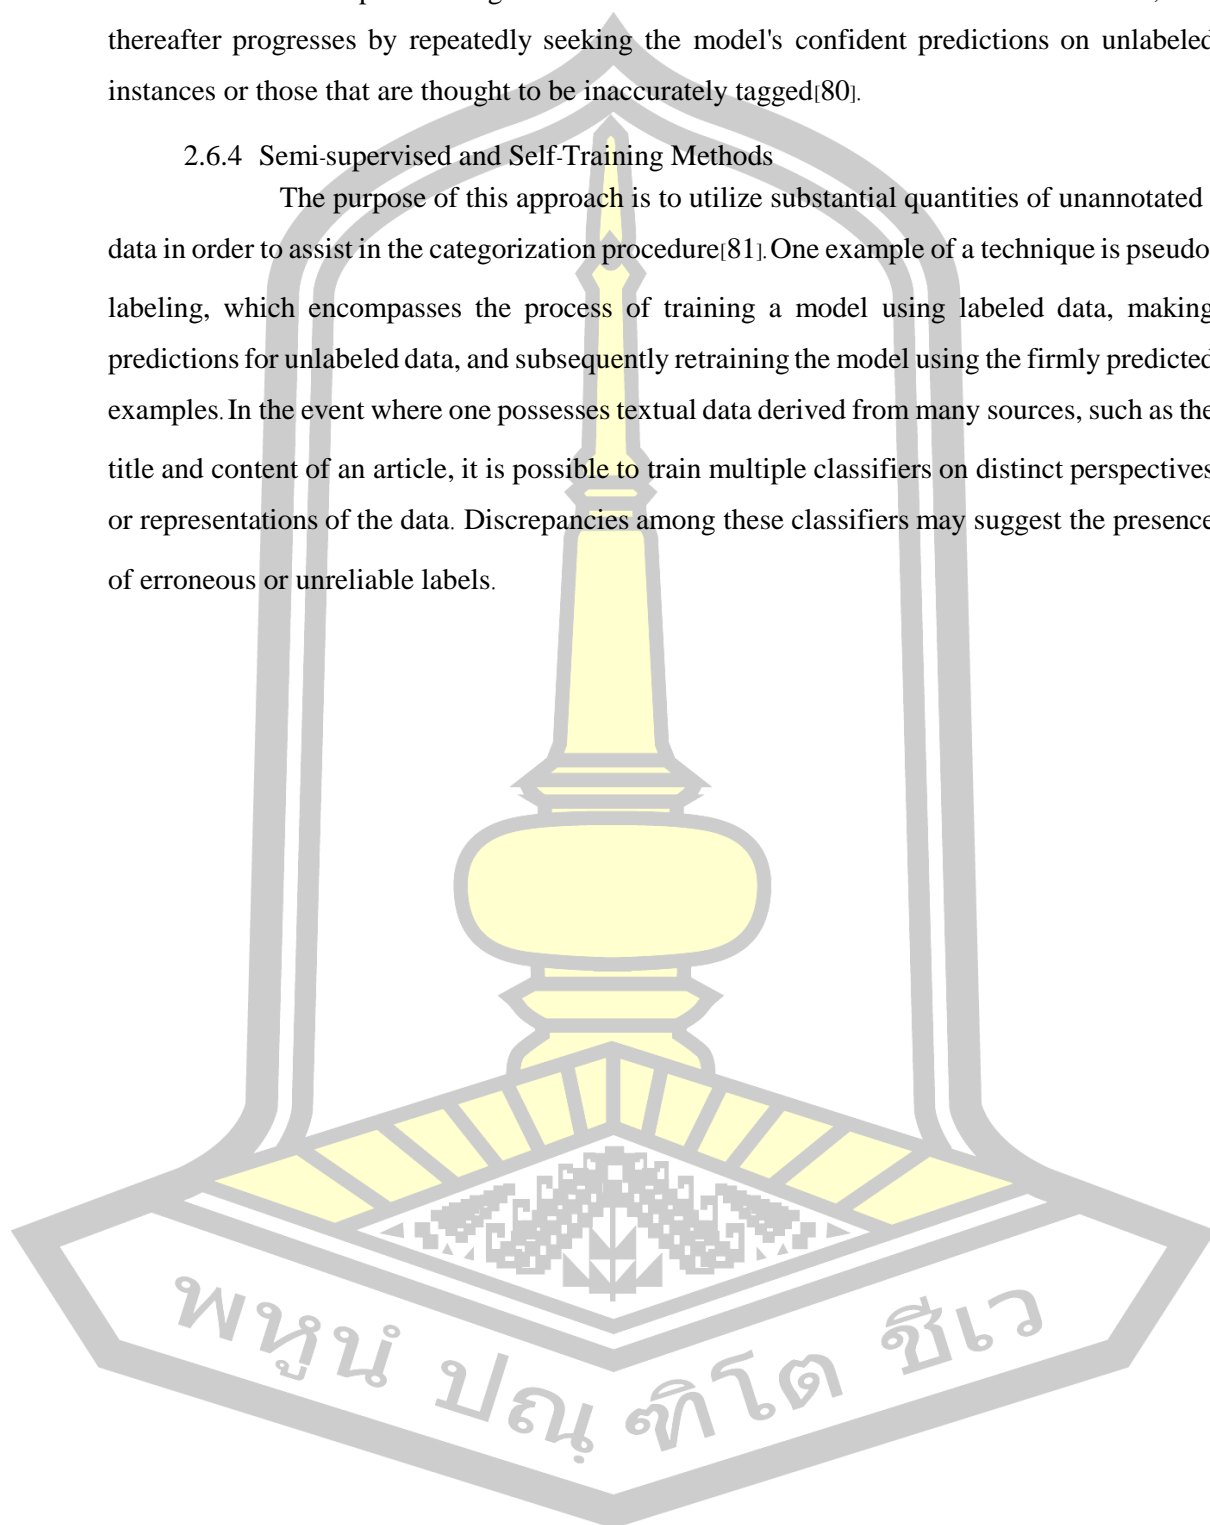 thereafter progresses by repeatedly seeking the model's confident predictions on unlabeled
instances or those that are thought to be inaccurately tagged[80].
2.6.4 Semi-supervised and Self-Training Methods
The purpose of this approach is to utilize substantial quantities of unannotated
data in order to assist in the categorization procedure[81]. One example of a technique is pseudo
labeling, which encompasses the process of training a model using labeled data, making
predictions for unlabeled data, and subsequently retraining the model using the firmly predicted
examples. In the event where one possesses textual data derived from many sources, such as the
title and content of an article, it is possible to train multiple classifiers on distinct perspectives
or representations of the data. Discrepancies among these classifiers may suggest the presence
of erroneous or unreliable labels.
พหูนํ ปณฺฑิโต ชีเว